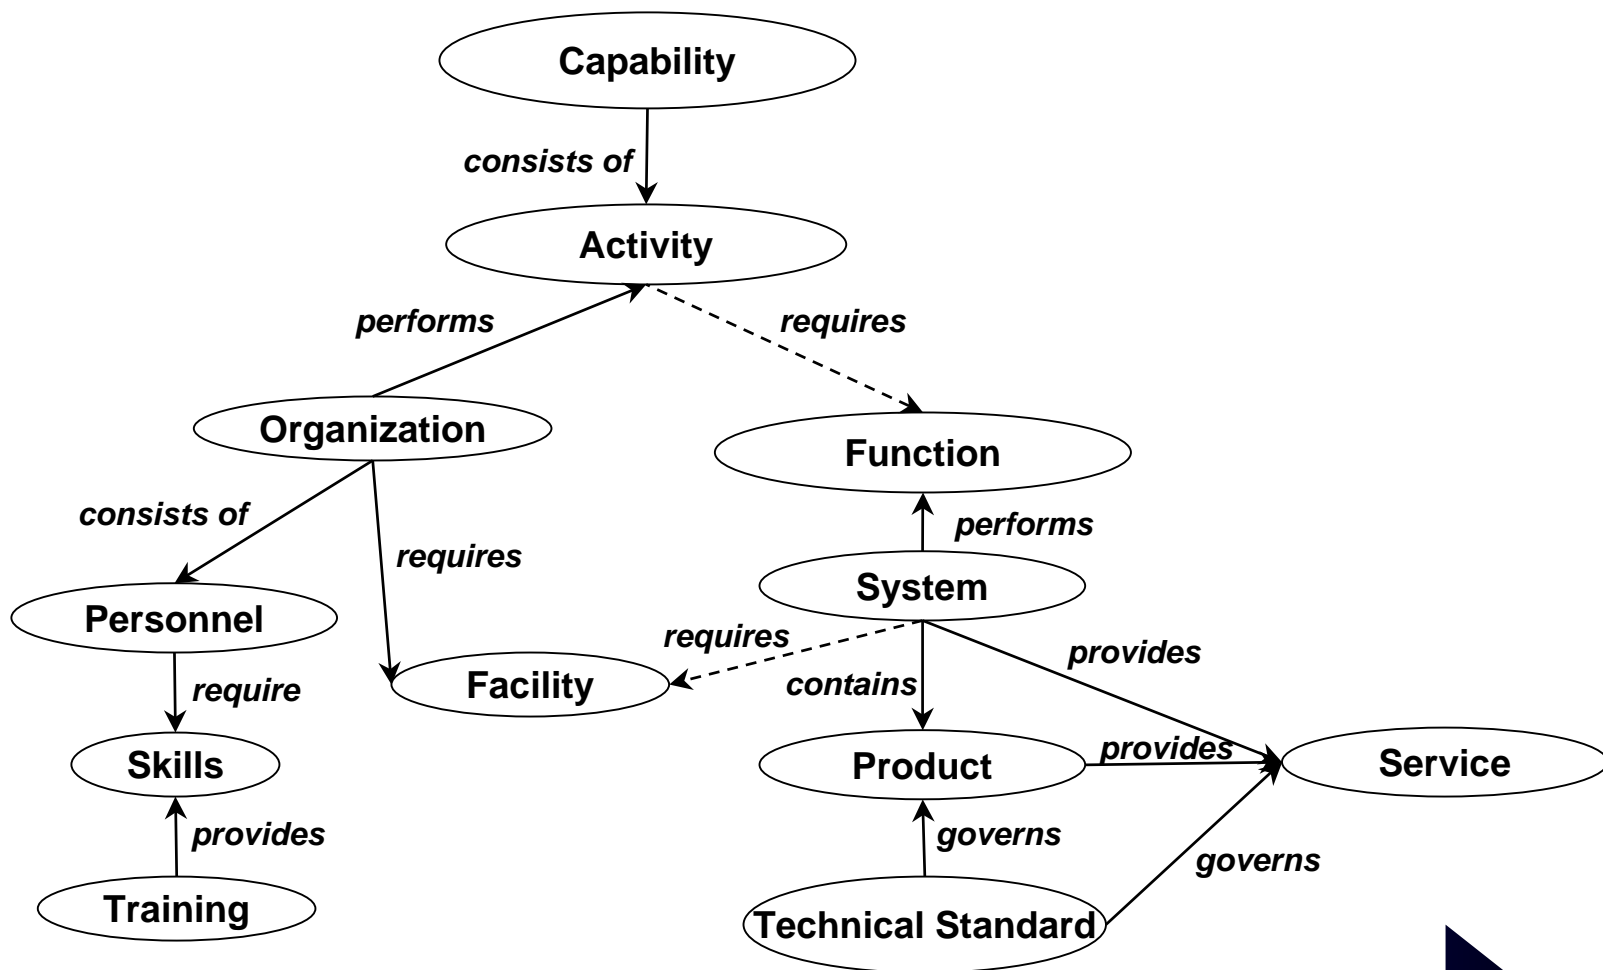 Capability
consists of
Activity
performs
requires
Organization
Function
consists of
performs
requires
System
Personnel
requires
provides
Facility
contains
require
provides
Skills
Product
Service
provides
governs
governs
Training
Technical Standard